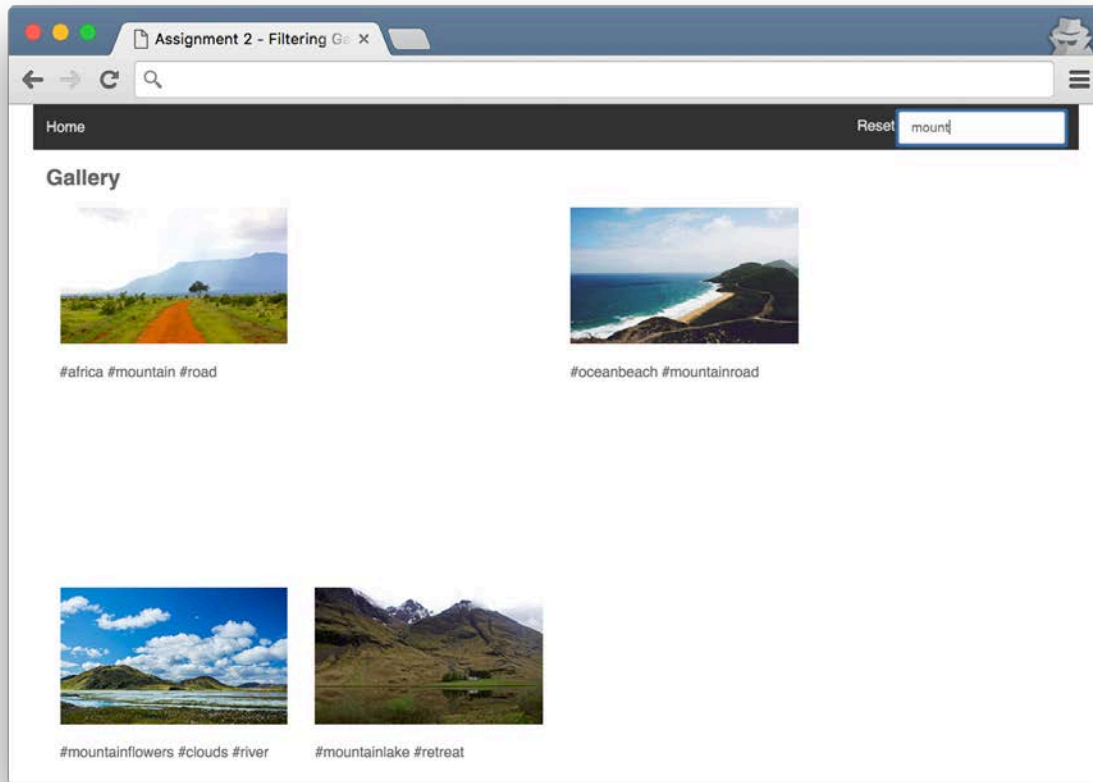 Assignment 2 - Filtering Ga
Home
Reset
mount
Gallery
#africa #mountain #road
#oceanbeach #mountainroad
#mountainflowers #clouds #river
#mountainlake #retreat